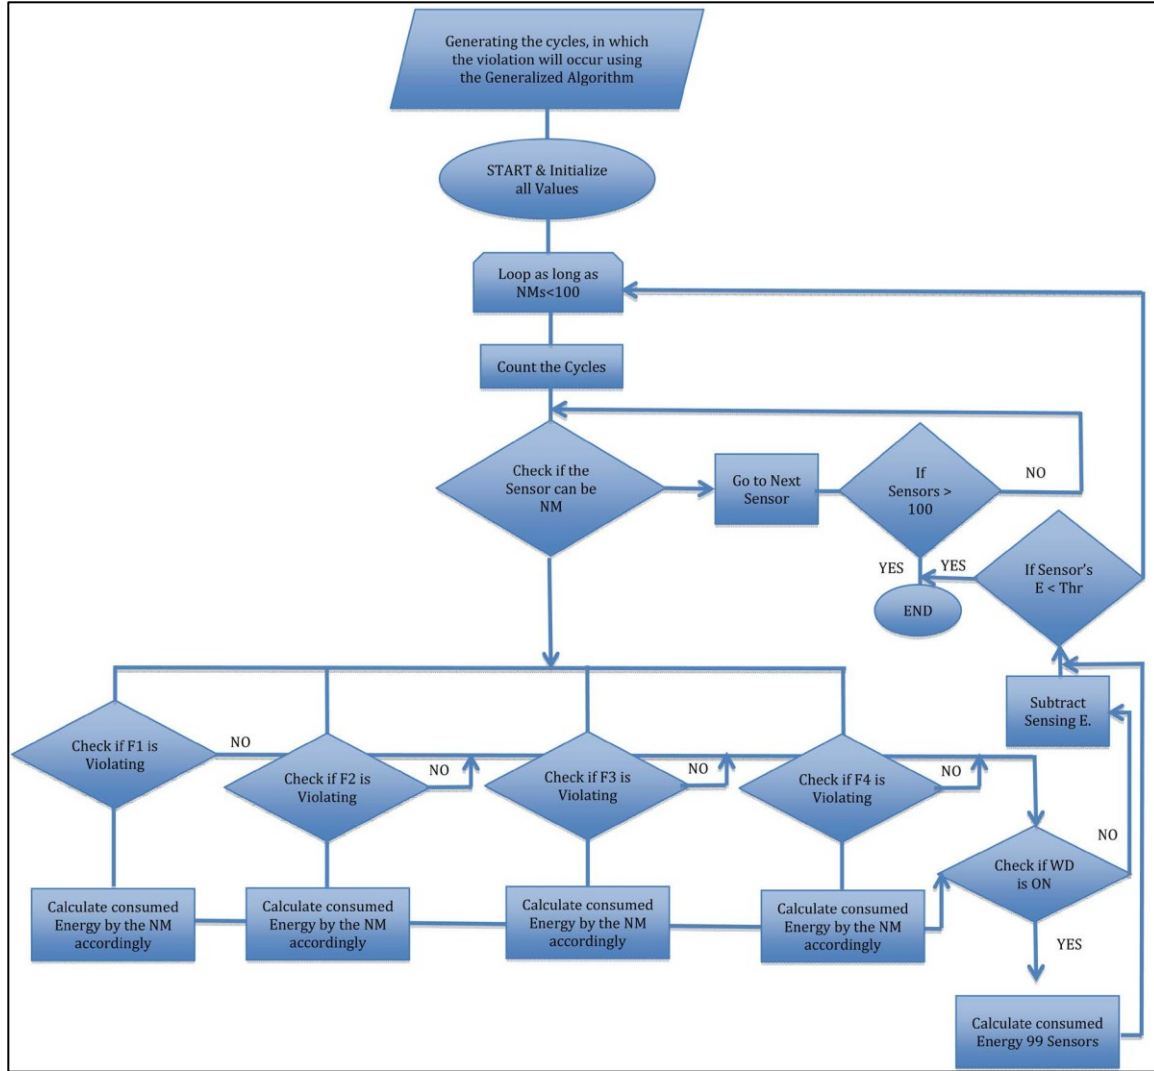 Generating the cycles, in which
the violation will occur using
the Generalized Algorithm
START & Initialize
all Values
Loop as long as
NMs<100
Count the Cycles
Check if the
Sensor can be
NM
Go to Next
Sensor
If
Sensors >
100
NO
YES
YES
END
If Sensor's
E < Thr
Subtract
Sensing E.
Check if F1 is
Violating
NO
Check if F2 is
Violating
NO
Check if F3 is
Violating
NO
Check if F4 is
Violating
NO
Check if WD
is ON
NO
YES
Calculate consumed
Energy by the NM
accordingly
Calculate consumed
Energy by the NM
accordingly
Calculate consumed
Energy by the NM
accordingly
Calculate consumed
Energy by the NM
accordingly
Calculate consumed
Energy 99 Sensors